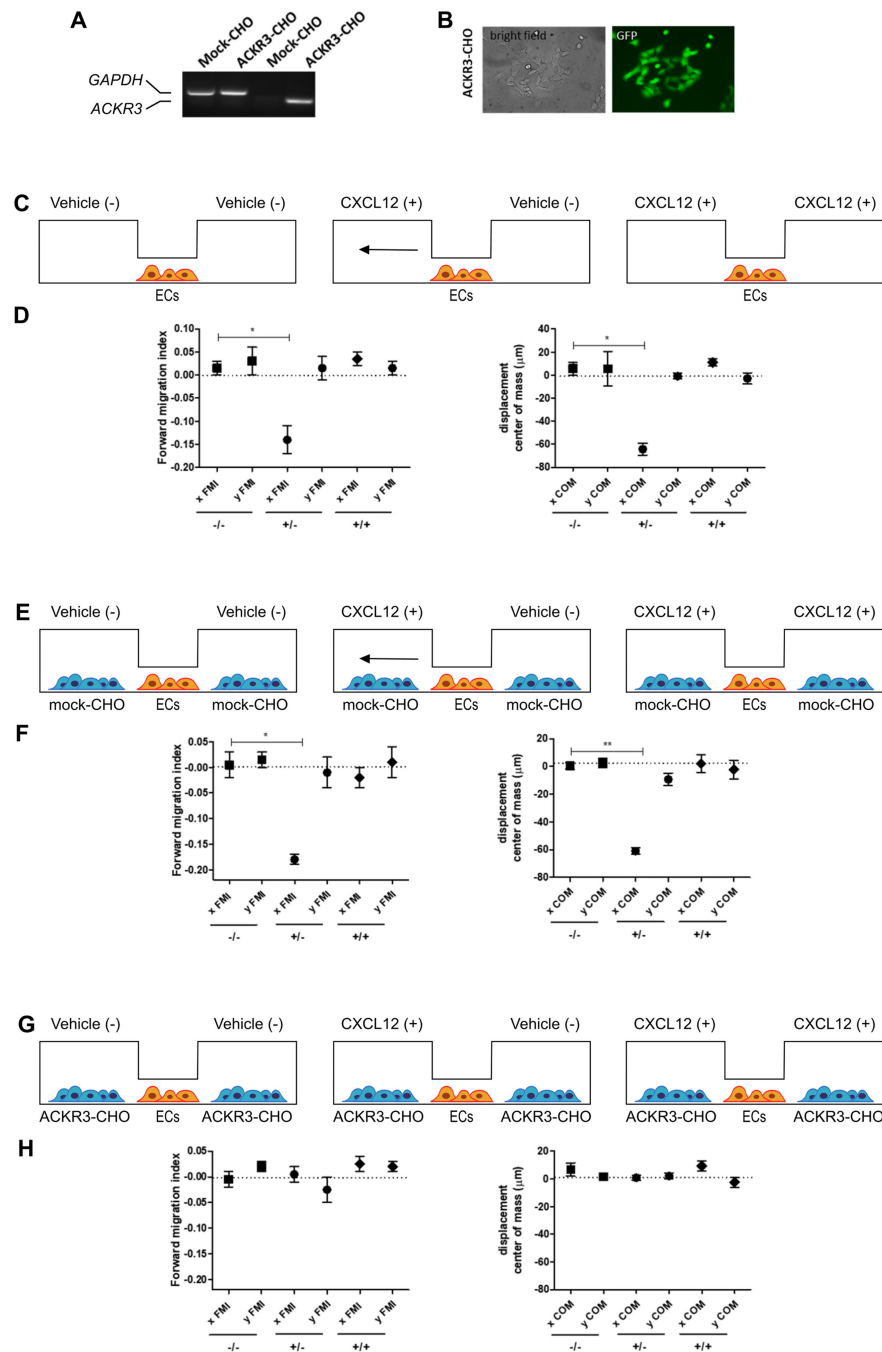 A
Mock-CHO
ACKR3-CHO
Mock-CHO
ACKR3-CHO
GAPDH
ACKR3
B
ACKR3-CHO
bright field
GFP
C
Vehicle (-) Vehicle (-) CXCL12 (+) Vehicle (-) CXCL12 (+) CXCL12 (+)
ECs ECs ECs
D
Forward migration index
0.10
0.05
0.00
-0.05
-0.10
-0.15
-0.20
*
x FMI y FMI x FMI y FMI x FMI y FMI
-/- +/- +/+
displacement
center of mass (μm)
40
20
0
-20
-40
-60
-80
*
x COM y COM x COM y COM x COM y COM
-/- +/- +/+
E
Vehicle (-) Vehicle (-) CXCL12 (+) Vehicle (-) CXCL12 (+) CXCL12 (+)
mock-CHO ECs mock-CHO mock-CHO ECs mock-CHO mock-CHO ECs mock-CHO
F
Forward migration index
0.05
0.00
-0.05
-0.10
-0.15
-0.20
*
x FMI y FMI x FMI y FMI x FMI y FMI
-/- +/- +/+
displacement
center of mass (μm)
20
0
-20
-40
-60
-80
**
x COM y COM x COM y COM x COM y COM
-/- +/- +/+
G
Vehicle (-) Vehicle (-) CXCL12 (+) Vehicle (-) CXCL12 (+) CXCL12 (+)
ACKR3-CHO ECs ACKR3-CHO ACKR3-CHO ECs ACKR3-CHO ACKR3-CHO ECs ACKR3-CHO
H
Forward migration index
0.05
-0.00
-0.05
-0.10
-0.15
-0.20
x FMI y FMI x FMI y FMI x FMI y FMI
-/- +/- +/+
displacement
center of mass (μm)
20
0
-20
-40
-60
-80
x COM y COM x COM y COM x COM y COM
-/- +/- +/+